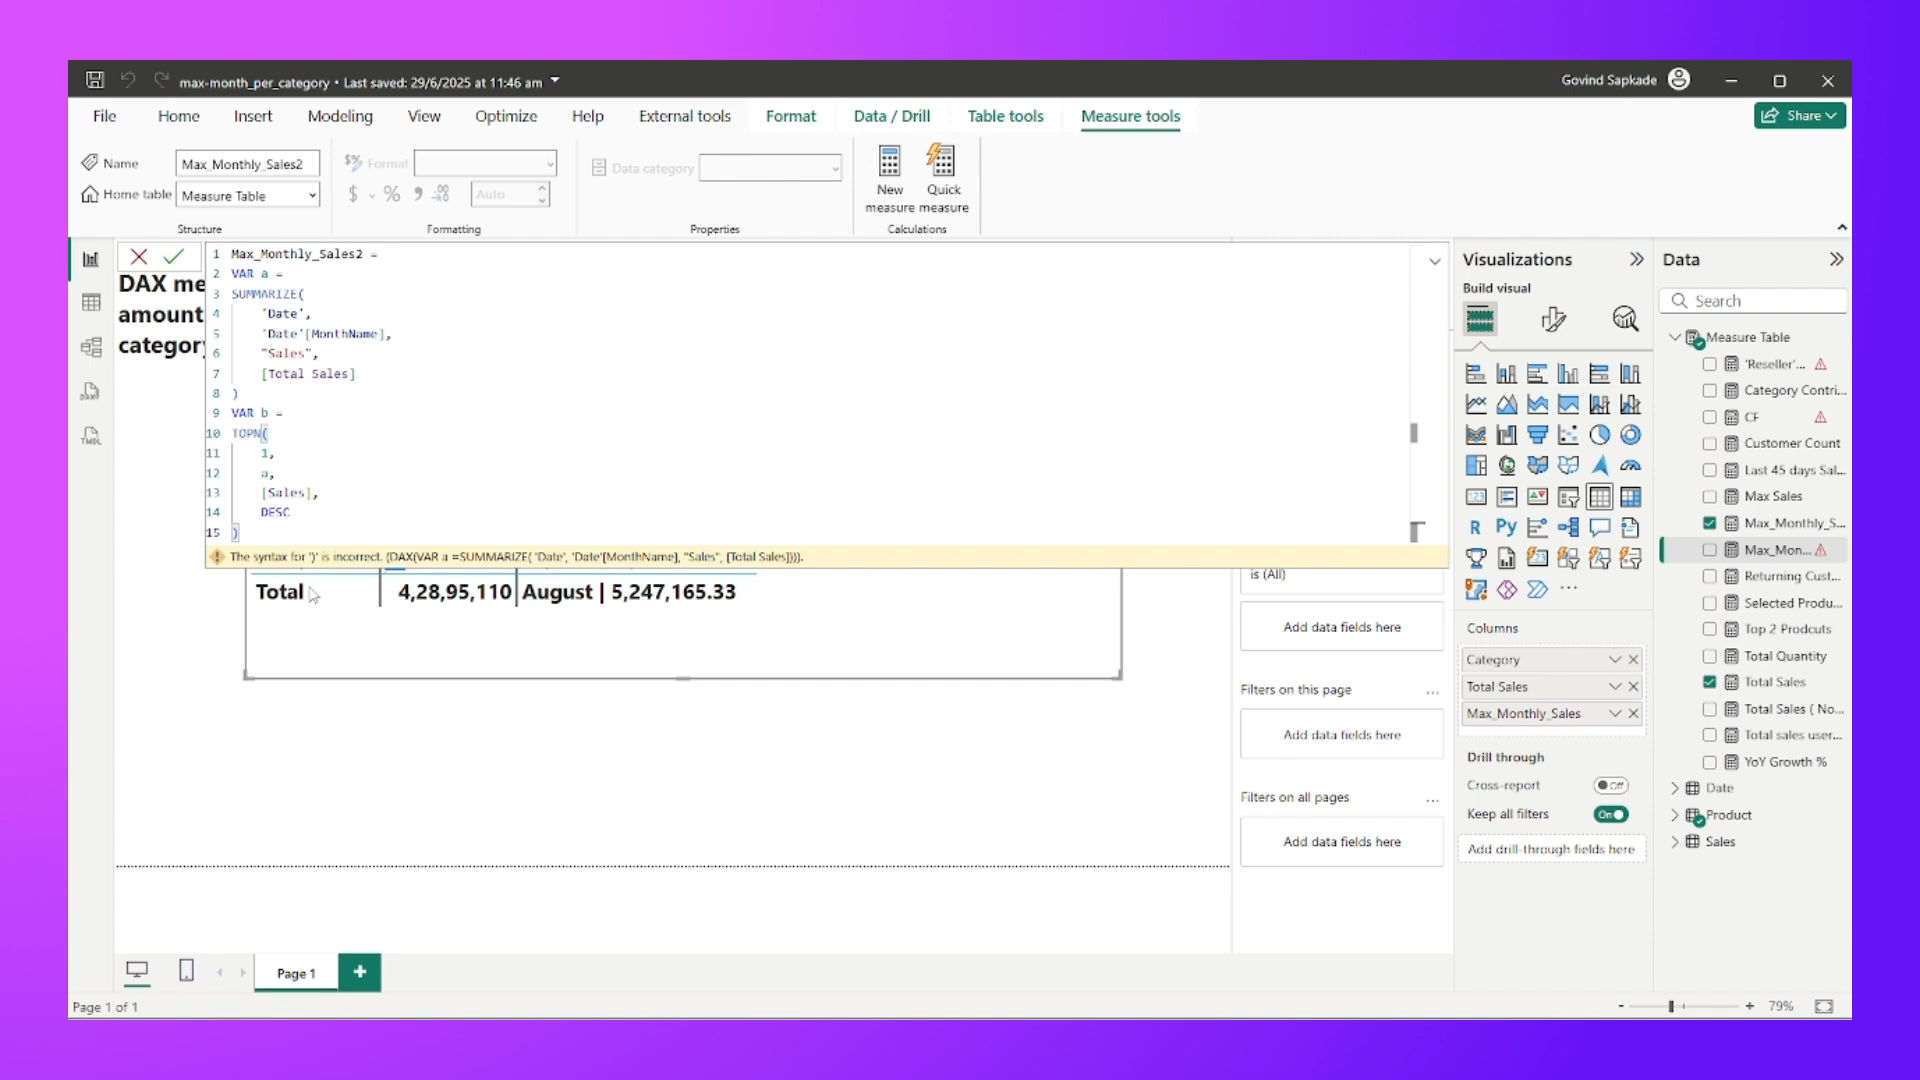 max-month_per_category • Last saved: 29/6/2025 at 11:46 am
Govind Sapkade
File Home Insert Modeling View Optimize Help External tools Format Data / Drill Table tools Measure tools
Share
Name Max_Monthly_Sales2
Home table Measure Table
Structure
Format
$ % 9 .00 Auto
Formatting
Data category
Properties
New measure
Quick measure
Calculations
DAX me
amount
category
1 Max_Monthly_Sales2 =
2 VAR a =
3 SUMMARIZE(
4 'Date',
5 'Date'[MonthName],
6 "Sales",
7 [Total Sales]
8 )
9 VAR b =
10 TOPN(
11 1,
12 a,
13 [Sales],
14 DESC
15 )
The syntax for ')' is incorrect. (DAX(VAR a =SUMMARIZE( 'Date', 'Date'[MonthName], "Sales", [Total Sales]))).
Total 4,28,95,110 August | 5,247,165.33
is (All)
Add data fields here
Filters on this page ...
Add data fields here
Filters on all pages ...
Add data fields here
Visualizations
Build visual
123
R Py
...
Columns
Category
Total Sales
Max_Monthly_Sales
Drill through
Cross-report Off
Keep all filters On
Add drill-through fields here
Data
Search
Measure Table
'Reseller'...
Category Contri...
CF
Customer Count
Last 45 days Sal...
Max Sales
Max_Monthly_S...
Max_Mon...
Returning Cust...
Selected Produ...
Top 2 Prodcuts
Total Quantity
Total Sales
Total Sales ( No...
Total sales user...
YoY Growth %
Date
Product
Sales
DAX
TMDL
Page 1
+
Page 1 of 1
- + 79%